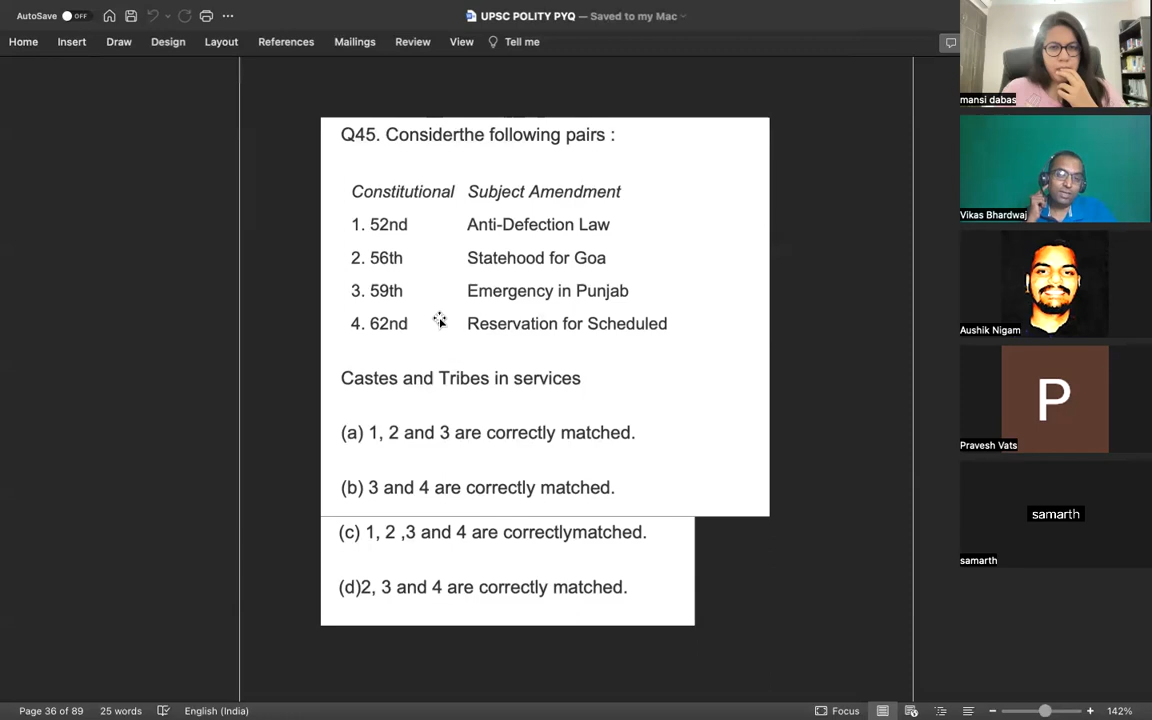 AutoSave OFF
UPSC POLITY PYQ — Saved to my Mac
Home Insert Draw Design Layout References Mailings Review View Tell me
Q45. Considerthe following pairs :
Constitutional Subject Amendment
1. 52nd Anti-Defection Law
2. 56th Statehood for Goa
3. 59th Emergency in Punjab
4. 62nd Reservation for Scheduled
Castes and Tribes in services
(a) 1, 2 and 3 are correctly matched.
(b) 3 and 4 are correctly matched.
(c) 1, 2 ,3 and 4 are correctlymatched.
(d)2, 3 and 4 are correctly matched.
mansi dabas
Vikas Bhardwaj
Aushik Nigam
P
Pravesh Vats
samarth
samarth
Page 36 of 89 25 words English (India) Focus 142%